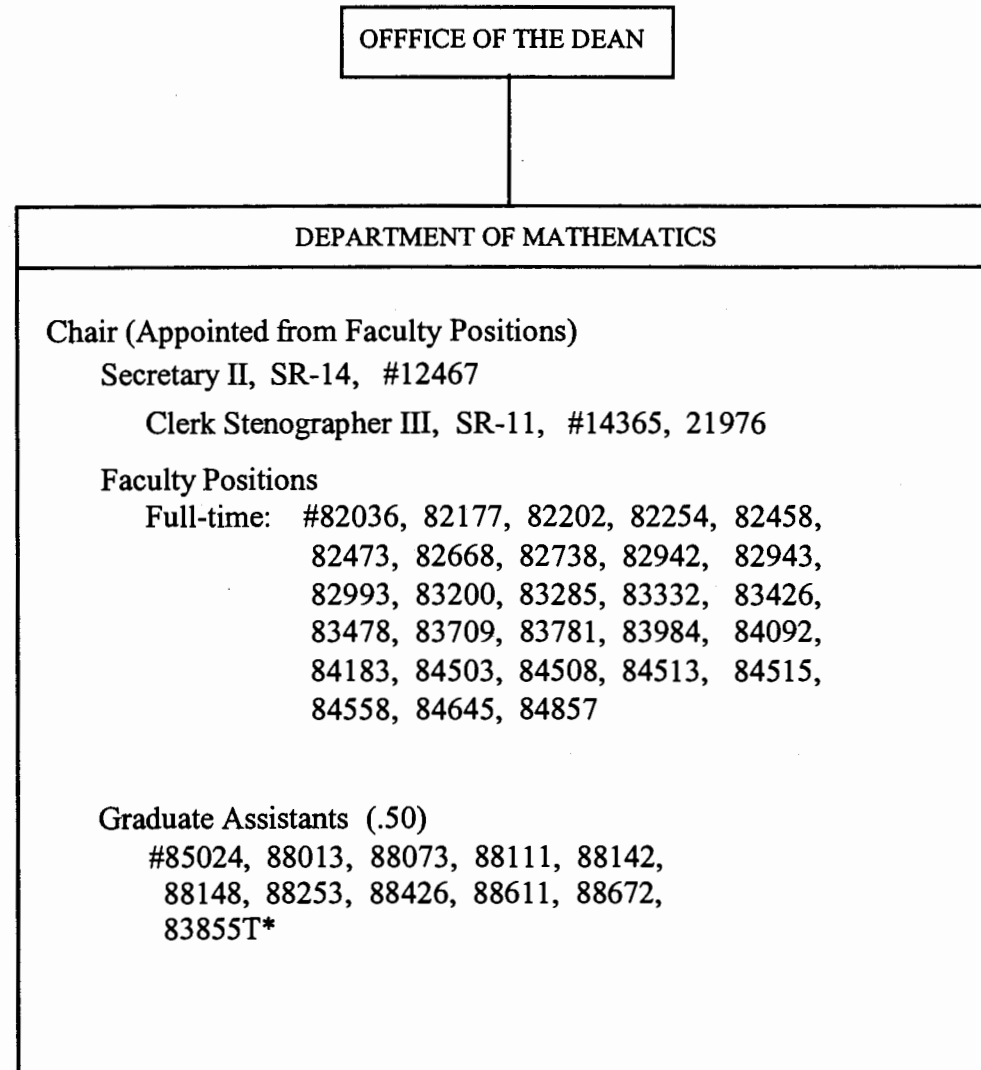 OFFFICE OF THE DEAN
DEPARTMENT OF MATHEMATICS
Chair (Appointed from Faculty Positions)
Secretary II, SR-14, #12467
Clerk Stenographer III, SR-11, #14365, 21976
Faculty Positions
Full-time: #82036, 82177, 82202, 82254, 82458,
82473, 82668, 82738, 82942, 82943,
82993, 83200, 83285, 83332, 83426,
83478, 83709, 83781, 83984, 84092,
84183, 84503, 84508, 84513, 84515,
84558, 84645, 84857
Graduate Assistants (.50)
#85024, 88013, 88073, 88111, 88142,
88148, 88253, 88426, 88611, 88672,
83855T*